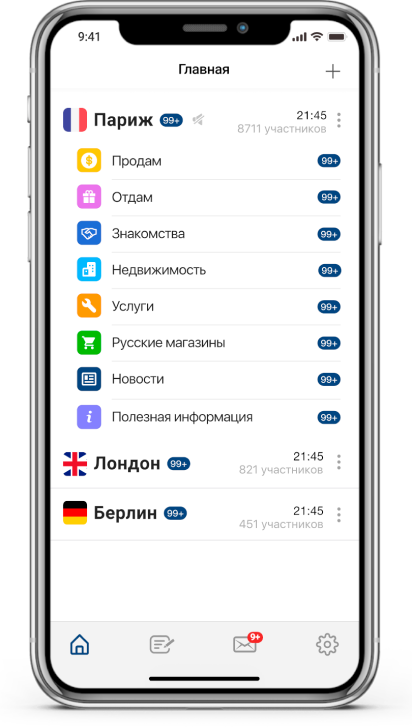 9:41
Главная
Париж 99+ 21:45
8711 участников
Продам 99+
Отдам 99+
Знакомства 99+
Недвижимость 99+
Услуги 99+
Русские магазины 99+
Новости 99+
Полезная информация 99+
Лондон 99+ 21:45
821 участников
Берлин 99+ 21:45
451 участников
9+